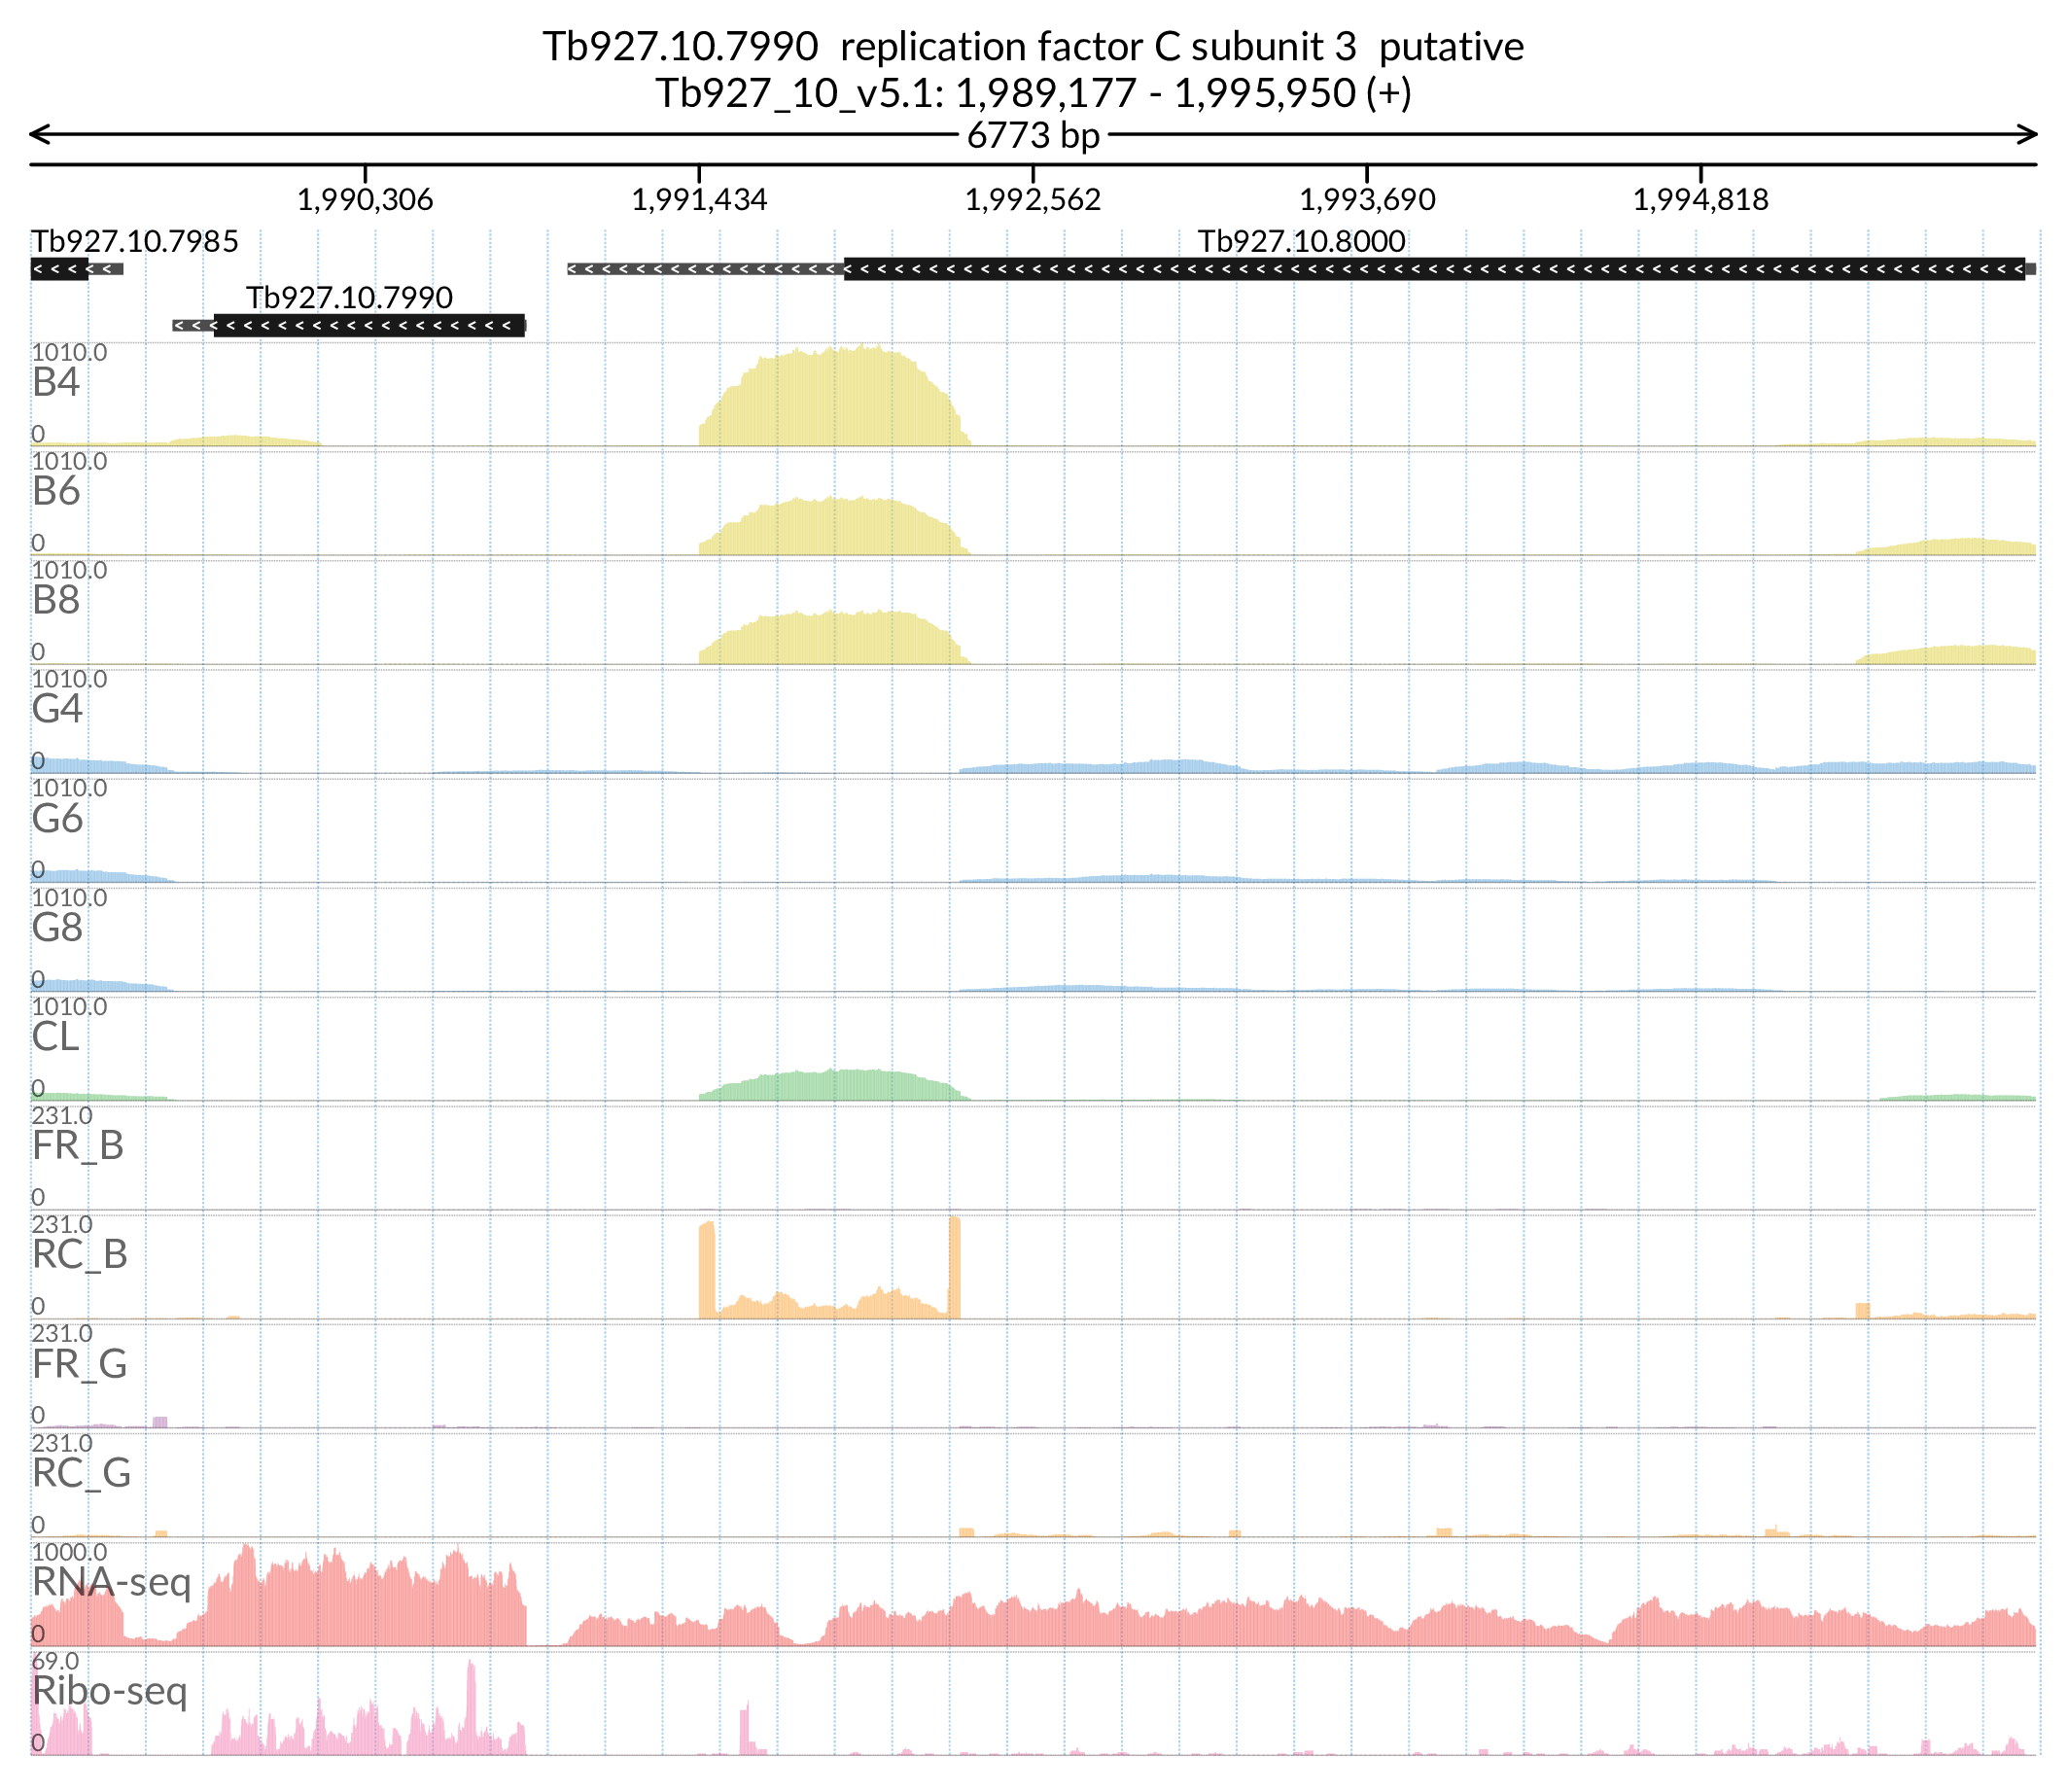 Tb927.10.7990  replication factor C subunit 3  putative
Tb927_10_v5.1: 1,989,177 - 1,995,950 (+)
6773 bp
1,990,306 1,991,434 1,992,562 1,993,690 1,994,818
Tb927.10.7985 Tb927.10.8000
Tb927.10.7990
1010.0
B4
0
1010.0
B6
0
1010.0
B8
0
1010.0
G4
0
1010.0
G6
0
1010.0
G8
0
1010.0
CL
0
231.0
FR_B
0
231.0
RC_B
0
231.0
FR_G
0
231.0
RC_G
0
1000.0
RNA-seq
0
69.0
Ribo-seq
0